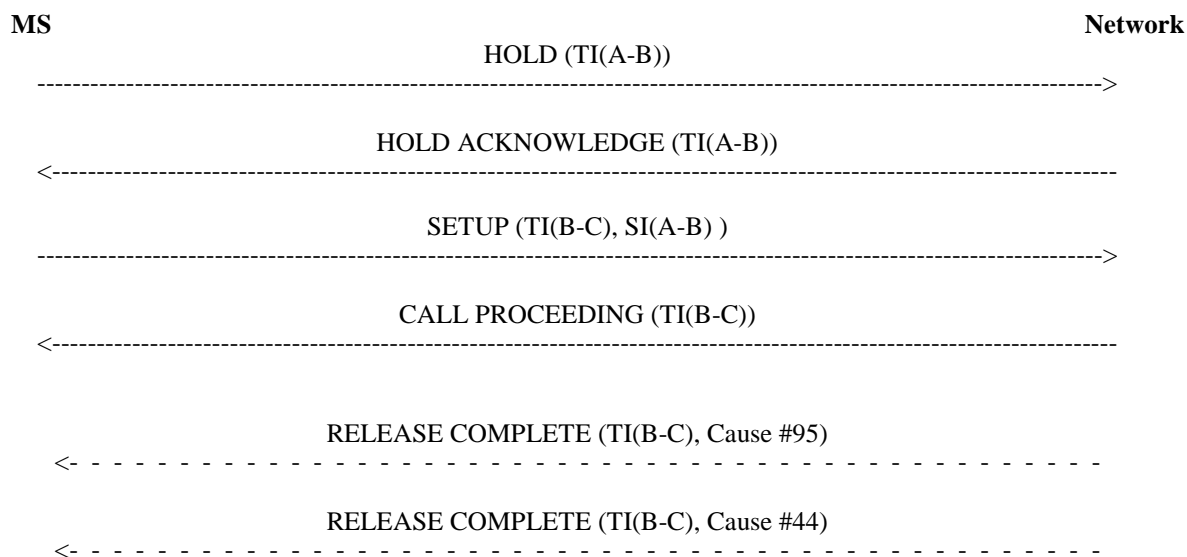 MS Network
HOLD (TI(A-B))
------------------------------------------------------------------------------------------------------------------------>
HOLD ACKNOWLEDGE (TI(A-B))
<------------------------------------------------------------------------------------------------------------------------
SETUP (TI(B-C), SI(A-B) )
------------------------------------------------------------------------------------------------------------------------>
CALL PROCEEDING (TI(B-C))
<------------------------------------------------------------------------------------------------------------------------
RELEASE COMPLETE (TI(B-C), Cause #95)
<- - - - - - - - - - - - - - - - - - - - - - - - - - - - - - - - - - - - - - - - - - - - - - - -
RELEASE COMPLETE (TI(B-C), Cause #44)
<- - - - - - - - - - - - - - - - - - - - - - - - - - - - - - - - - - - - - - - - - - - - - - - -